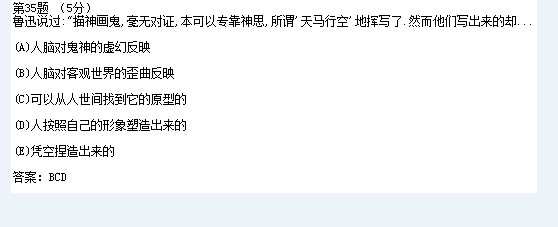 第35题 (5分)
鲁迅说过:"描神画鬼,毫无对证,本可以专靠神思,所谓'天马行空'地挥写了.然而他们写出来的却...
(A)人脑对鬼神的虚幻反映
(B)人脑对客观世界的歪曲反映
(C)可以从人世间找到它的原型的
(D)人按照自己的形象塑造出来的
(E)凭空捏造出来的
答案: BCD